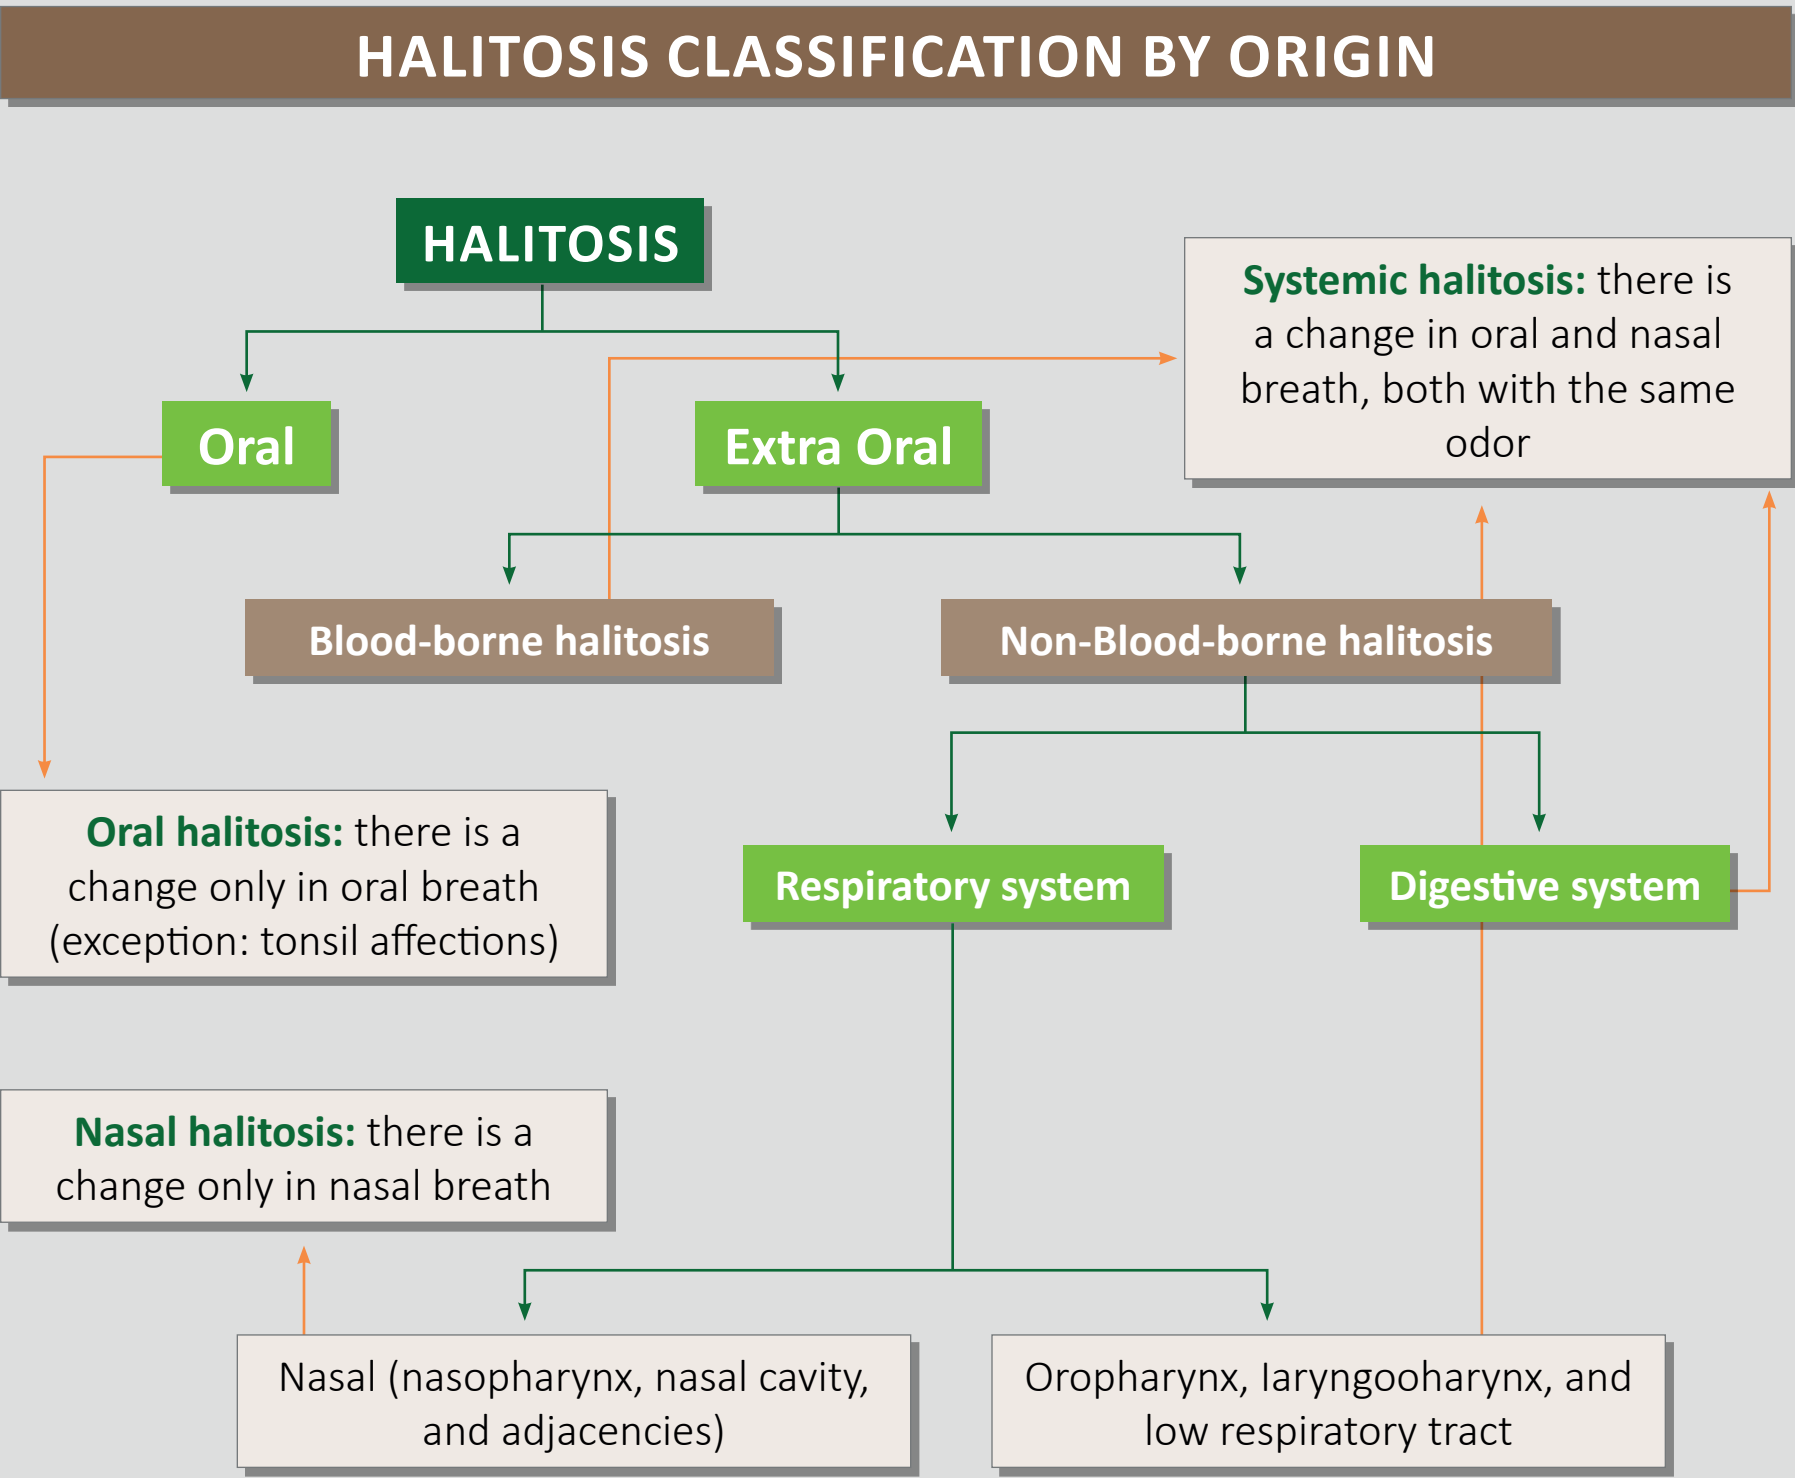 HALITOSIS CLASSIFICATION BY ORIGIN
HALITOSIS
Systemic halitosis: there is
a change in oral and nasal
breath, both with the same
odor
Oral
Extra Oral
Blood-borne halitosis
Non-Blood-borne halitosis
Oral halitosis: there is a
change only in oral breath
(exception: tonsil affections)
Respiratory system
Digestive system
Nasal halitosis: there is a
change only in nasal breath
Nasal (nasopharynx, nasal cavity,
and adjacencies)
Oropharynx, laryngooharynx, and
low respiratory tract